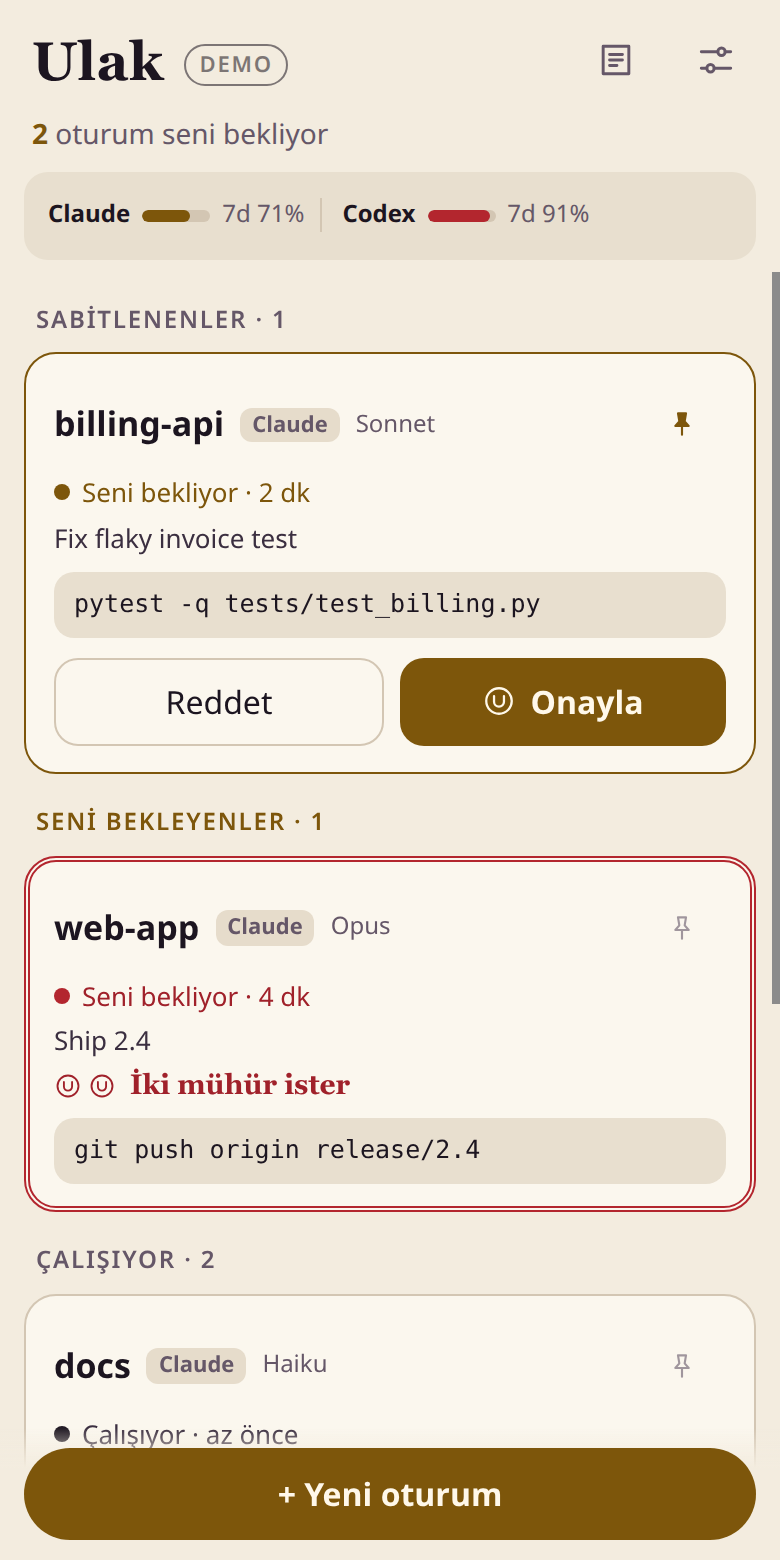 Ulak DEMO
2 oturum seni bekliyor
Claude 7d 71% Codex 7d 91%
SABİTLENENLER · 1
billing-api Claude Sonnet
Seni bekliyor · 2 dk
Fix flaky invoice test
pytest -q tests/test_billing.py
Reddet Onayla
SENİ BEKLEYENLER · 1
web-app Claude Opus
Seni bekliyor · 4 dk
Ship 2.4
İki mühür ister
git push origin release/2.4
ÇALIŞIYOR · 2
docs Claude Haiku
Çalışıyor · az önce
+ Yeni oturum